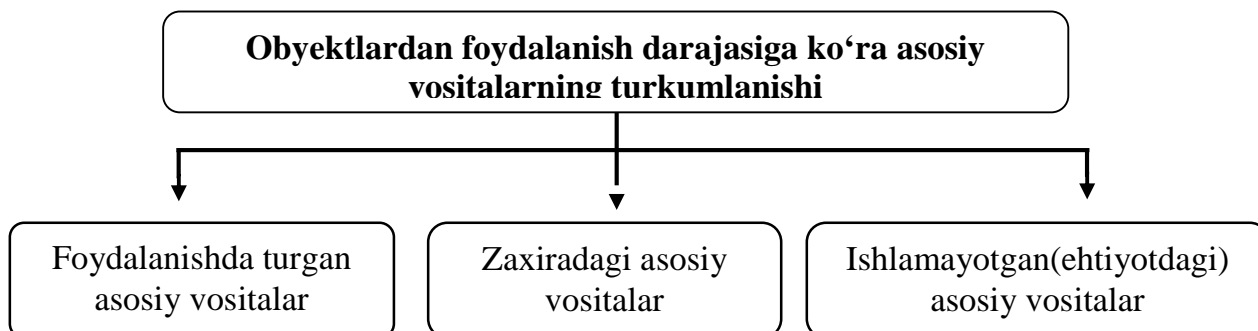 Obyektlardan foydalanish darajasiga ko‘ra asosiy
vositalarning turkumlanishi
Foydalanishda turgan
asosiy vositalar
Zaxiradagi asosiy
vositalar
Ishlamayotgan(ehtiyotdagi)
asosiy vositalar